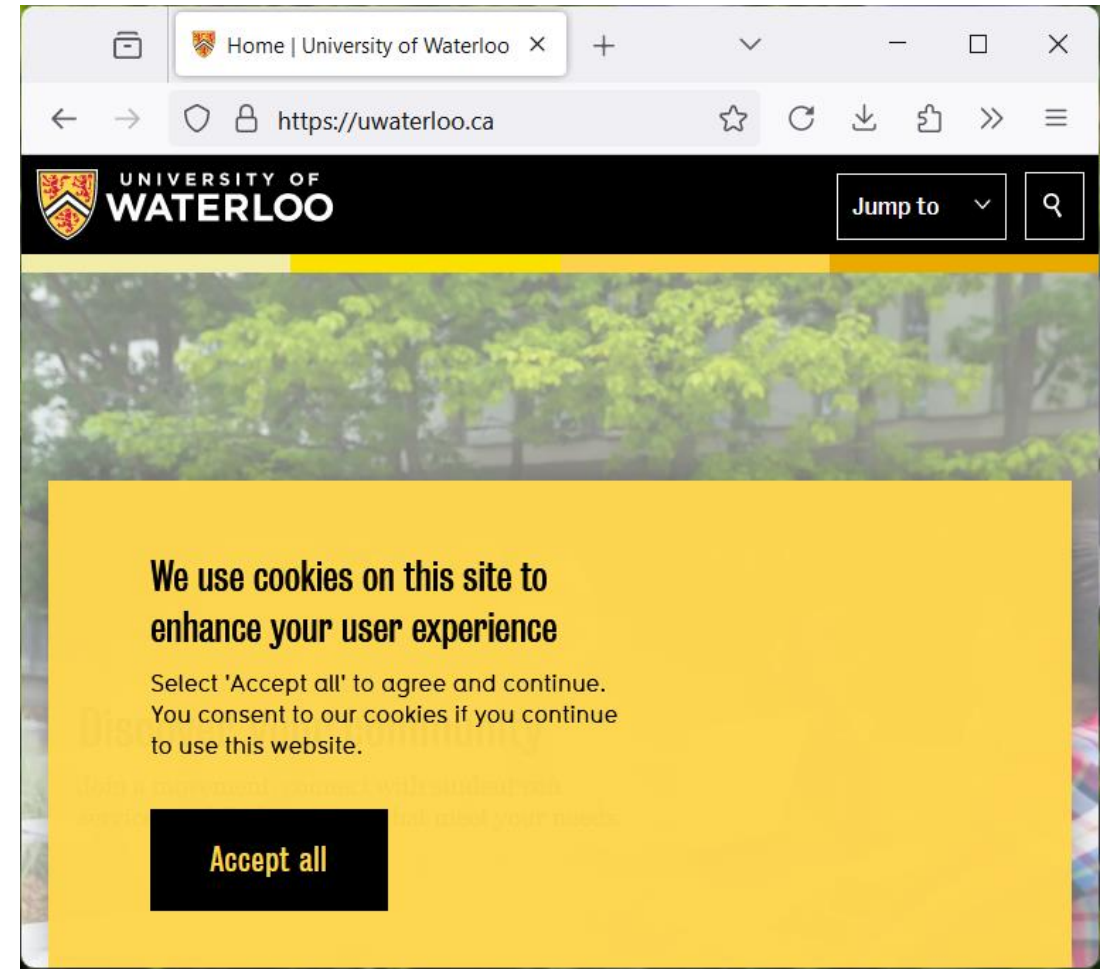 Home | University of Waterloo
https://uwaterloo.ca
UNIVERSITY OF
WATERLOO
Jump to
We use cookies on this site to
enhance your user experience
Select 'Accept all' to agree and continue.
You consent to our cookies if you continue
to use this website.
Accept all